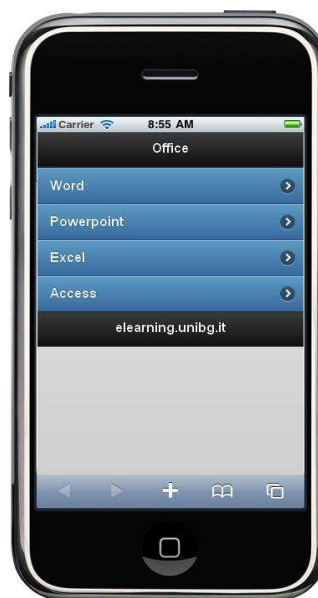 Carrier 8:55 AM
Office
Word
Powerpoint
Excel
Access
elearning.unibg.it